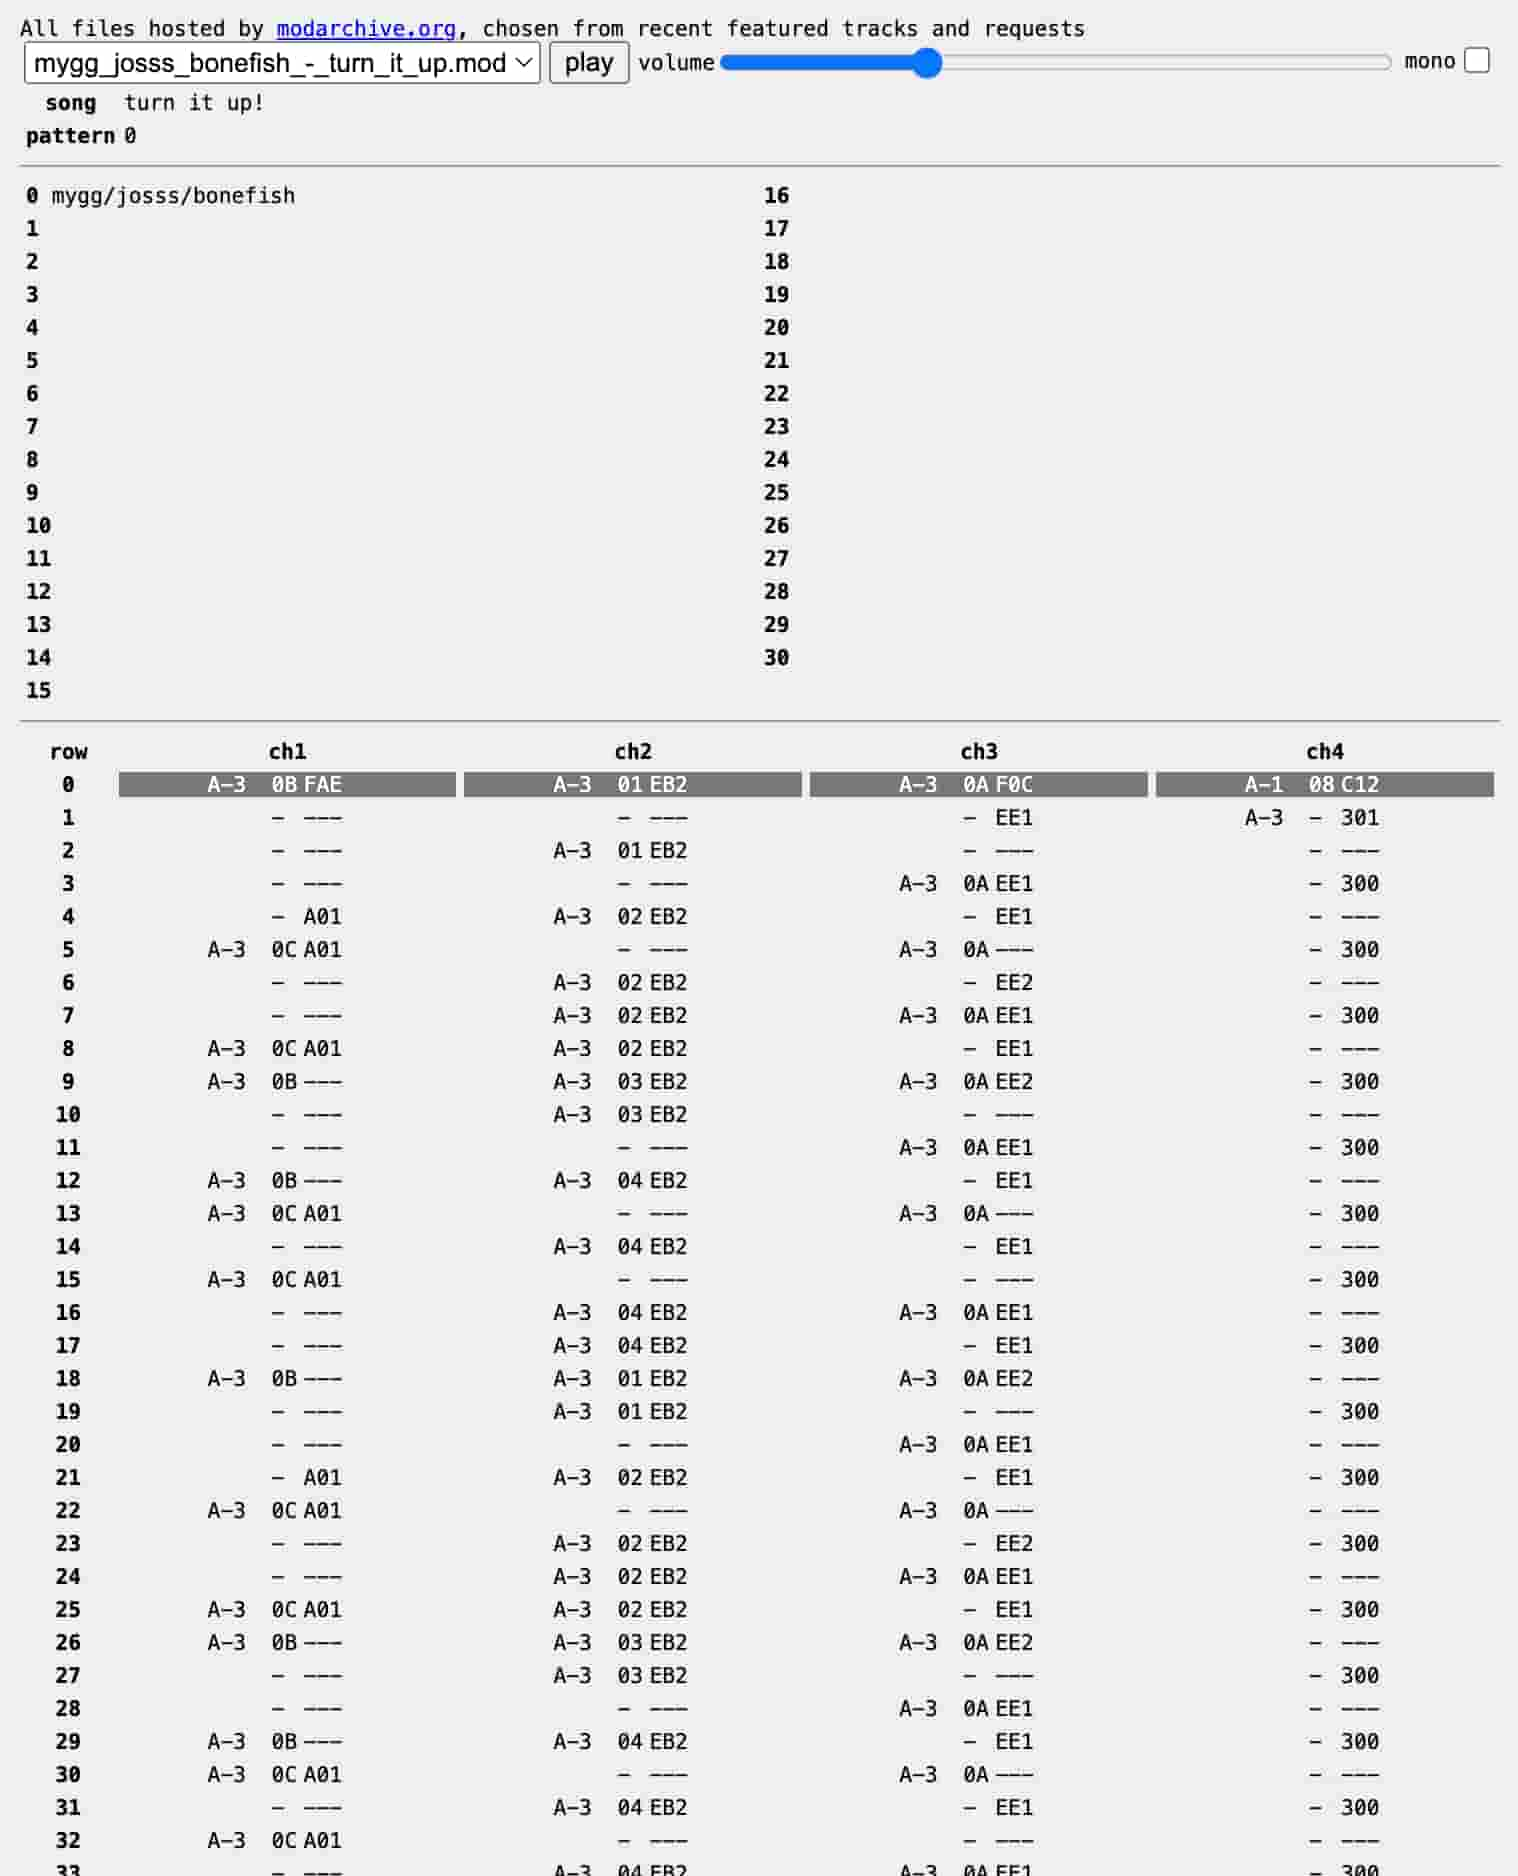 All files hosted by modarchive.org, chosen from recent featured tracks and requests
mygg_josss_bonefish_-_turn_it_up.mod play volume mono
song turn it up!
pattern 0
0 mygg/josss/bonefish 16
1 17
2 18
3 19
4 20
5 21
6 22
7 23
8 24
9 25
10 26
11 27
12 28
13 29
14 30
15
row ch1 ch2 ch3 ch4
0 A-3 0B FAE A-3 01 EB2 A-3 0A F0C A-1 08 C12
1 - --- - --- - EE1 A-3 - 301
2 - --- A-3 01 EB2 - --- - ---
3 - --- - --- A-3 0A EE1 - 300
4 - A01 A-3 02 EB2 - EE1 - ---
5 A-3 0C A01 - --- A-3 0A --- - 300
6 - --- A-3 02 EB2 - EE2 - ---
7 - --- A-3 02 EB2 A-3 0A EE1 - 300
8 A-3 0C A01 A-3 02 EB2 - EE1 - ---
9 A-3 0B --- A-3 03 EB2 A-3 0A EE2 - 300
10 - --- A-3 03 EB2 - --- - ---
11 - --- - --- A-3 0A EE1 - 300
12 A-3 0B --- A-3 04 EB2 - EE1 - ---
13 A-3 0C A01 - --- A-3 0A --- - 300
14 - --- A-3 04 EB2 - EE1 - ---
15 A-3 0C A01 - --- - --- - 300
16 - --- A-3 04 EB2 A-3 0A EE1 - ---
17 - --- A-3 04 EB2 - EE1 - 300
18 A-3 0B --- A-3 01 EB2 A-3 0A EE2 - ---
19 - --- A-3 01 EB2 - --- - 300
20 - --- - --- A-3 0A EE1 - ---
21 - A01 A-3 02 EB2 - EE1 - 300
22 A-3 0C A01 - --- A-3 0A --- - ---
23 - --- A-3 02 EB2 - EE2 - 300
24 - --- A-3 02 EB2 A-3 0A EE1 - ---
25 A-3 0C A01 A-3 02 EB2 - EE1 - 300
26 A-3 0B --- A-3 03 EB2 A-3 0A EE2 - ---
27 - --- A-3 03 EB2 - --- - 300
28 - --- - --- A-3 0A EE1 - ---
29 A-3 0B --- A-3 04 EB2 - EE1 - 300
30 A-3 0C A01 - --- A-3 0A --- - ---
31 - --- A-3 04 EB2 - EE1 - 300
32 A-3 0C A01 - --- - --- - ---
33 - --- A-3 04 EB2 A-3 0A EE1 - 300